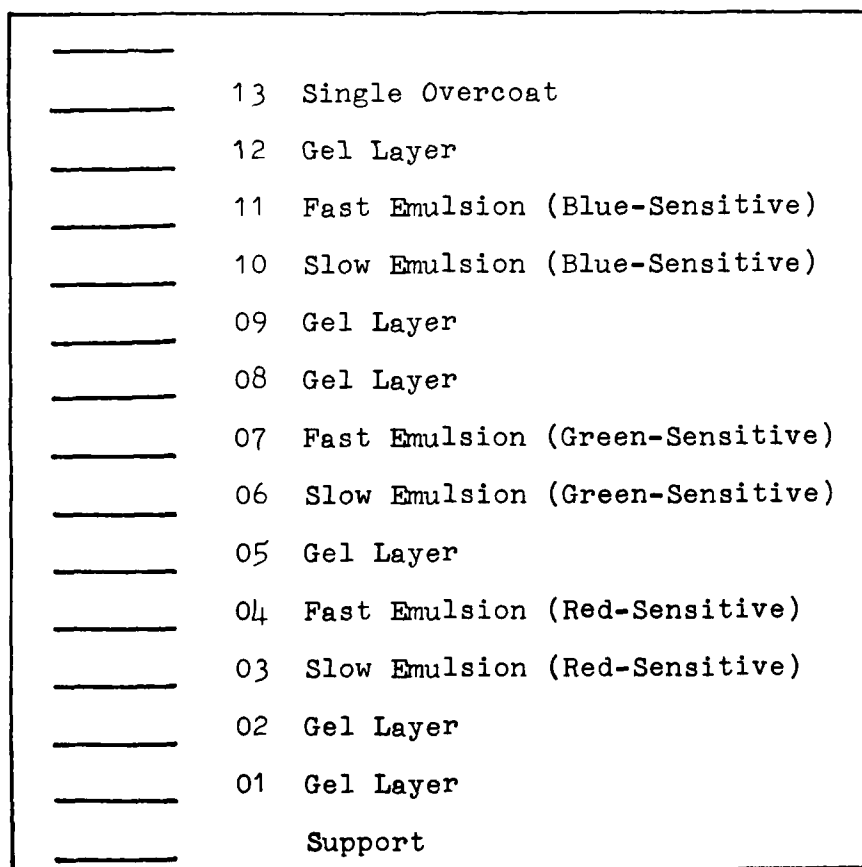 13 Single Overcoat
12 Gel Layer
11 Fast Emulsion (Blue-Sensitive)
10 Slow Emulsion (Blue-Sensitive)
09 Gel Layer
08 Gel Layer
07 Fast Emulsion (Green-Sensitive)
06 Slow Emulsion (Green-Sensitive)
05 Gel Layer
04 Fast Emulsion (Red-Sensitive)
03 Slow Emulsion (Red-Sensitive)
02 Gel Layer
01 Gel Layer
Support